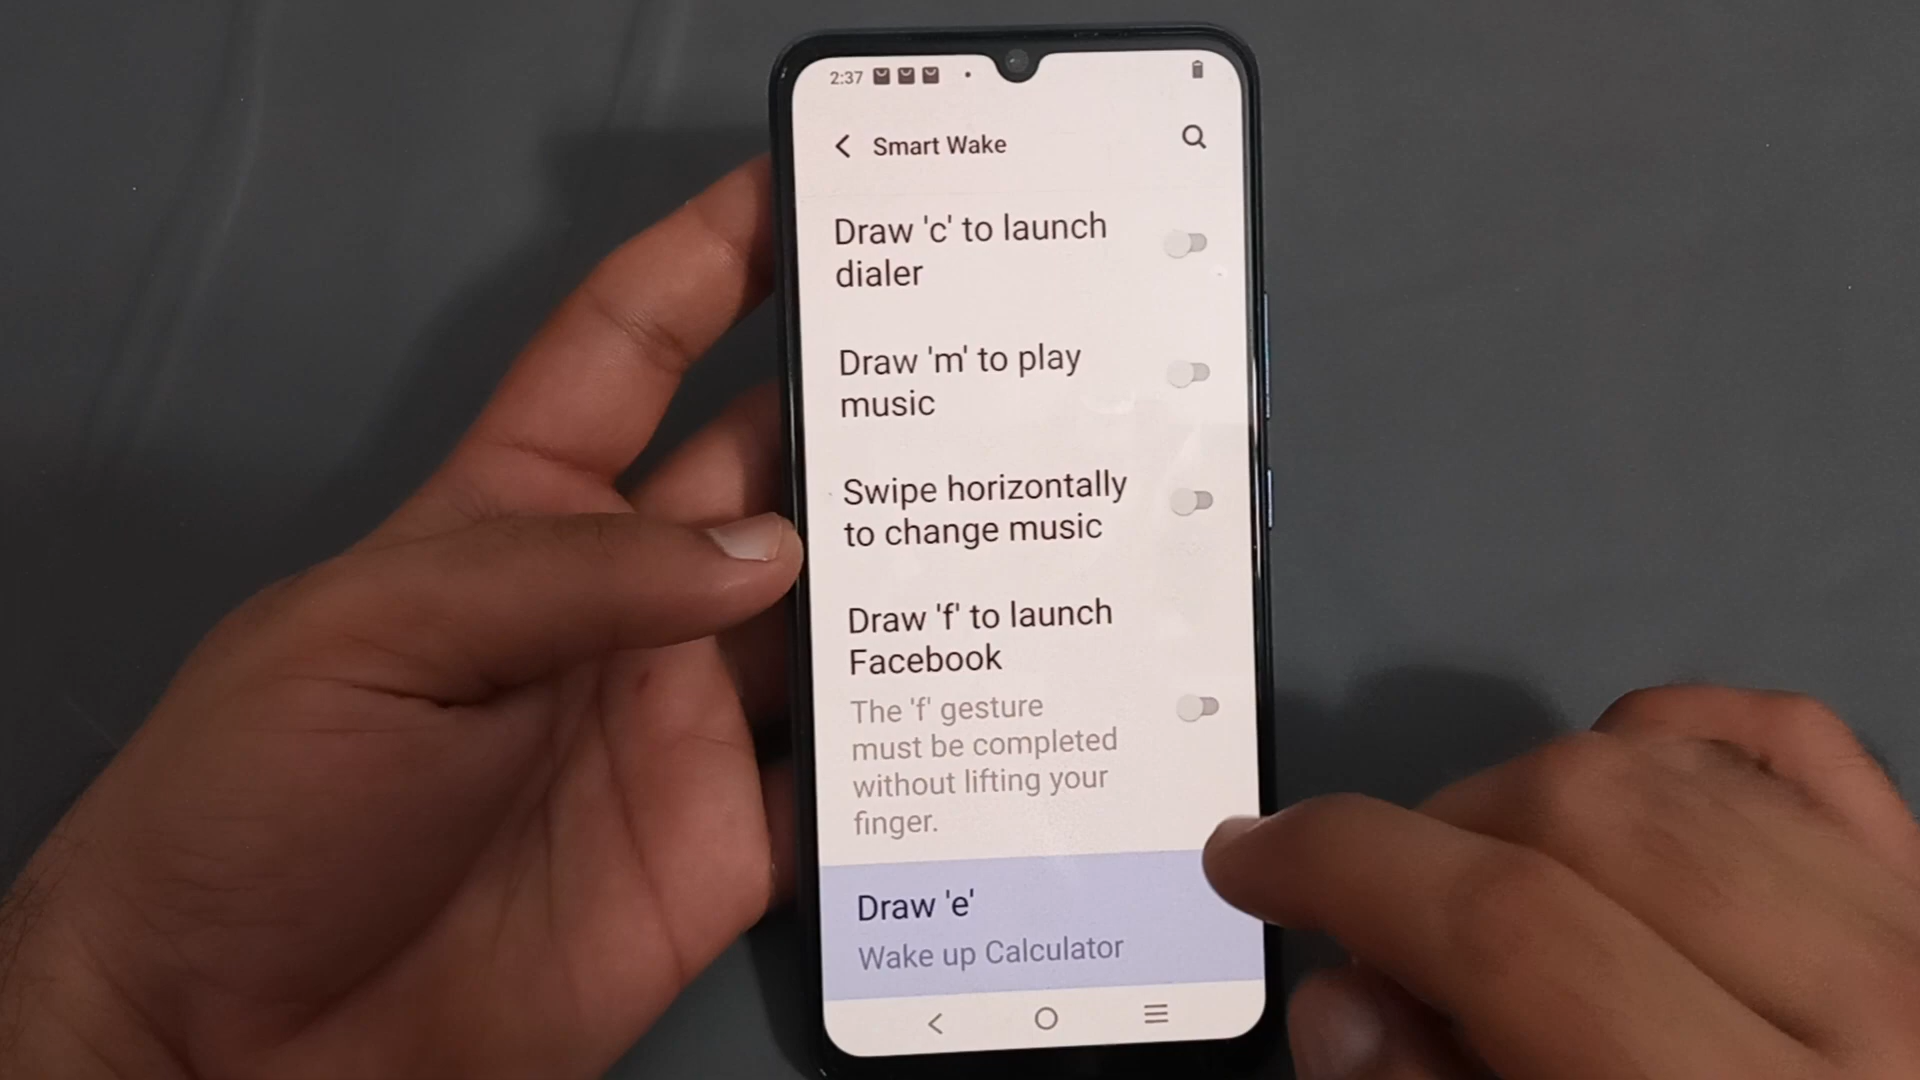 2:37
Smart Wake
Draw 'c' to launch
dialer
Draw 'm' to play
music
Swipe horizontally
to change music
Draw 'f' to launch
Facebook
The 'f' gesture
must be completed
without lifting your
finger.
Draw 'e'
Wake up Calculator